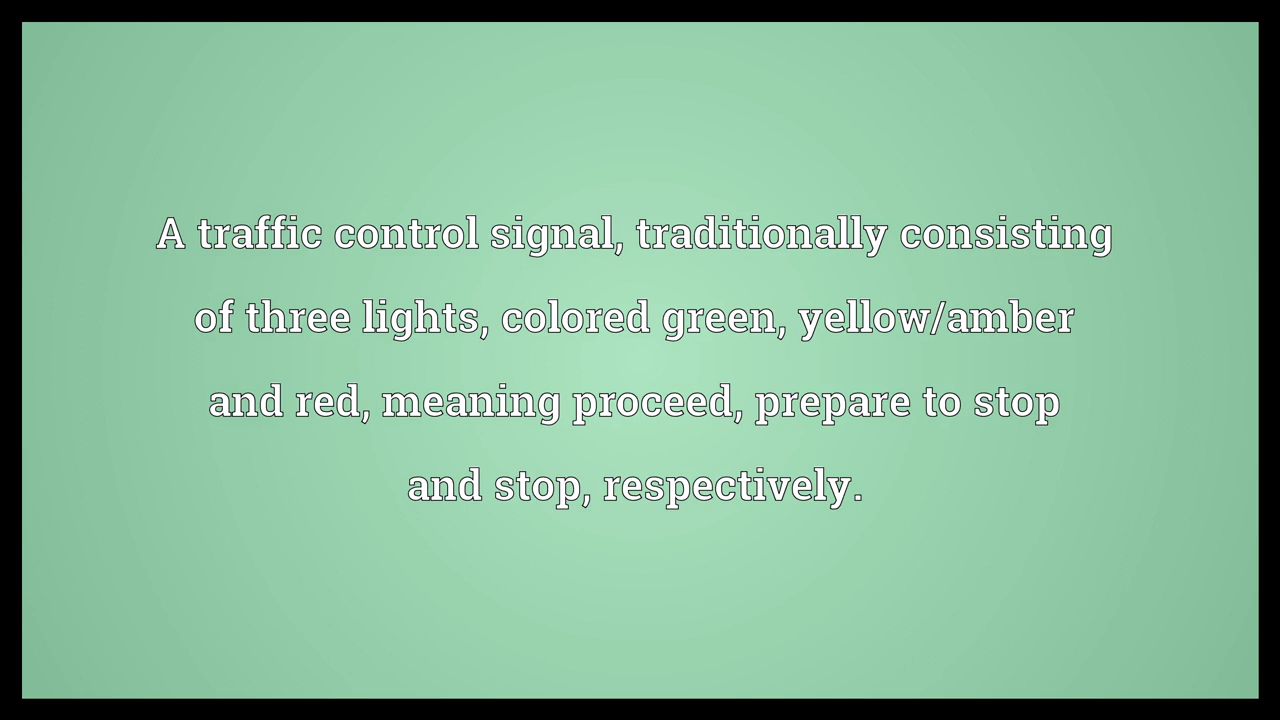 A traffic control signal, traditionally consisting
of three lights, colored green, yellow/amber
and red, meaning proceed, prepare to stop
and stop, respectively.